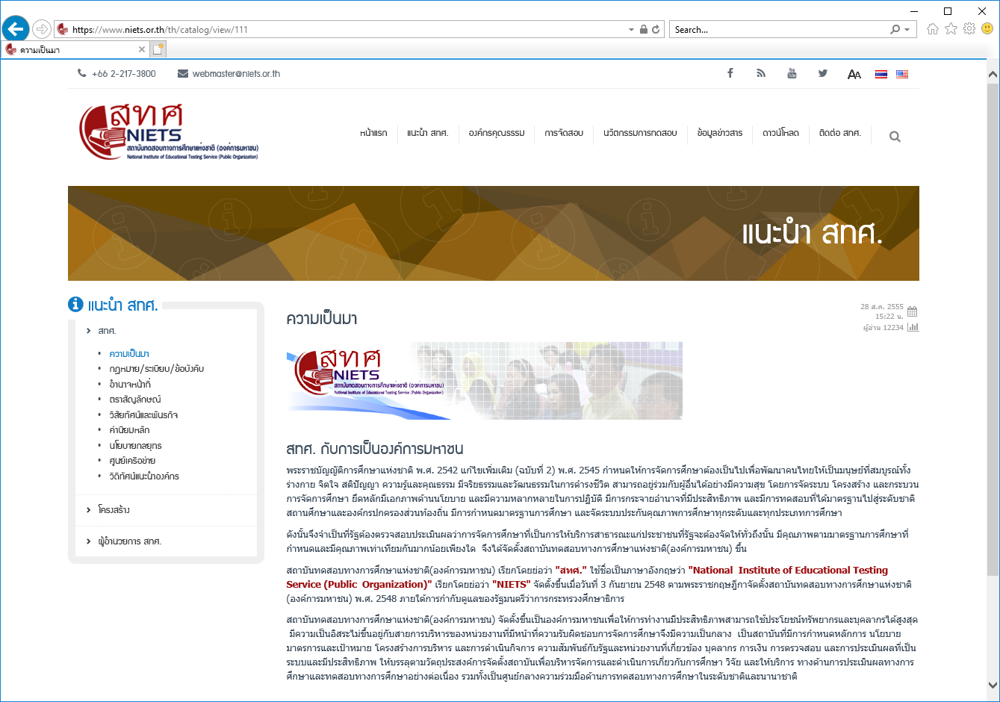 https://www.niets.or.th/th/catalog/view/111
Search...
ความเป็นมา
+66 2-217-3800
webmaster@niets.or.th
AA
สทศ
NIETS
สถาบันทดสอบทางการศึกษาแห่งชาติ (องค์การมหาชน)
National Institute of Educational Testing Service (Public Organization)
หน้าแรก
แนะนำ สทศ.
องค์กรคุณธรรม
การจัดสอบ
นวัตกรรมการทดสอบ
ข้อมูลข่าวสาร
ดาวน์โหลด
ติดต่อ สทศ.
แนะนำ สทศ.
แนะนำ สทศ.
สทศ.
ความเป็นมา
กฎหมาย/ระเบียบ/ข้อบังคับ
อำนาจหน้าที่
ตราสัญลักษณ์
วิสัยทัศน์และพันธกิจ
ค่านิยมหลัก
นโยบายกลยุทธ
ศูนย์เครือข่าย
วิดิทัศน์แนะนำองค์กร
โครงสร้าง
ผู้อำนวยการ สทศ.
ความเป็นมา
28 ส.ค. 2555
15:22 น.
ผู้อ่าน 12234
สทศ
NIETS
สถาบันทดสอบทางการศึกษาแห่งชาติ (องค์การมหาชน)
National Institute of Educational Testing Service (Public Organization)
สทศ. กับการเป็นองค์การมหาชน
พระราชบัญญัติการศึกษาแห่งชาติ พ.ศ. 2542 แก้ไขเพิ่มเติม (ฉบับที่ 2) พ.ศ. 2545 กำหนดให้การจัดการศึกษาต้องเป็นไปเพื่อพัฒนาคนไทยให้เป็นมนุษย์ที่สมบูรณ์ทั้ง
ร่างกาย จิตใจ สติปัญญา ความรู้และคุณธรรม มีจริยธรรมและวัฒนธรรมในการดำรงชีวิต สามารถอยู่ร่วมกับผู้อื่นได้อย่างมีความสุข โดยการจัดระบบ โครงสร้าง และกระบวน
การจัดการศึกษา ยึดหลักมีเอกภาพด้านนโยบาย และมีความหลากหลายในการปฏิบัติ มีการกระจายอำนาจที่มีประสิทธิภาพ และมีการทดสอบที่ได้มาตรฐานไปสู่ระดับชาติ
สถานศึกษาและองค์กรปกครองส่วนท้องถิ่น มีการกำหนดมาตรฐานการศึกษา และจัดระบบประกันคุณภาพการศึกษาทุกระดับและทุกประเภทการศึกษา
ดังนั้นจึงจำเป็นที่รัฐต้องตรวจสอบประเมินผลว่าการจัดการศึกษาที่เป็นการให้บริการสาธารณะแก่ประชาชนที่รัฐจะต้องจัดให้ทั่วถึงนั้น มีคุณภาพตามมาตรฐานการศึกษาที่
กำหนดและมีคุณภาพเท่าเทียมกันมากน้อยเพียงใด จึงได้จัดตั้งสถาบันทดสอบทางการศึกษาแห่งชาติ(องค์การมหาชน) ขึ้น
สถาบันทดสอบทางการศึกษาแห่งชาติ(องค์การมหาชน) เรียกโดยย่อว่า "สทศ." ใช้ชื่อเป็นภาษาอังกฤษว่า "National Institute of Educational Testing
Service (Public Organization)" เรียกโดยย่อว่า "NIETS" จัดตั้งขึ้นเมื่อวันที่ 3 กันยายน 2548 ตามพระราชกฤษฎีกาจัดตั้งสถาบันทดสอบทางการศึกษาแห่งชาติ
(องค์การมหาชน) พ.ศ. 2548 ภายใต้การกำกับดูแลของรัฐมนตรีว่าการกระทรวงศึกษาธิการ
สถาบันทดสอบทางการศึกษาแห่งชาติ(องค์การมหาชน) จัดตั้งขึ้นเป็นองค์การมหาชนเพื่อให้การทำงานมีประสิทธิภาพสามารถใช้ประโยชน์ทรัพยากรและบุคลากรได้สูงสุด
มีความเป็นอิสระไม่ขึ้นอยู่กับสายการบริหารของหน่วยงานที่มีหน้าที่ความรับผิดชอบการจัดการศึกษาจึงมีความเป็นกลาง เป็นสถาบันที่มีการกำหนดหลักการ นโยบาย
มาตรการและเป้าหมาย โครงสร้างการบริหาร และการดำเนินกิจการ ความสัมพันธ์กับรัฐและหน่วยงานที่เกี่ยวข้อง บุคลากร การเงิน การตรวจสอบ และการประเมินผลที่เป็น
ระบบและมีประสิทธิภาพ ให้บรรลุตามวัตถุประสงค์การจัดตั้งสถาบันเพื่อบริหารจัดการและดำเนินการเกี่ยวกับการศึกษา วิจัย และให้บริการ ทางด้านการประเมินผลทางการ
ศึกษาและทดสอบทางการศึกษาอย่างต่อเนื่อง รวมทั้งเป็นศูนย์กลางความร่วมมือด้านการทดสอบทางการศึกษาในระดับชาติและนานาชาติ